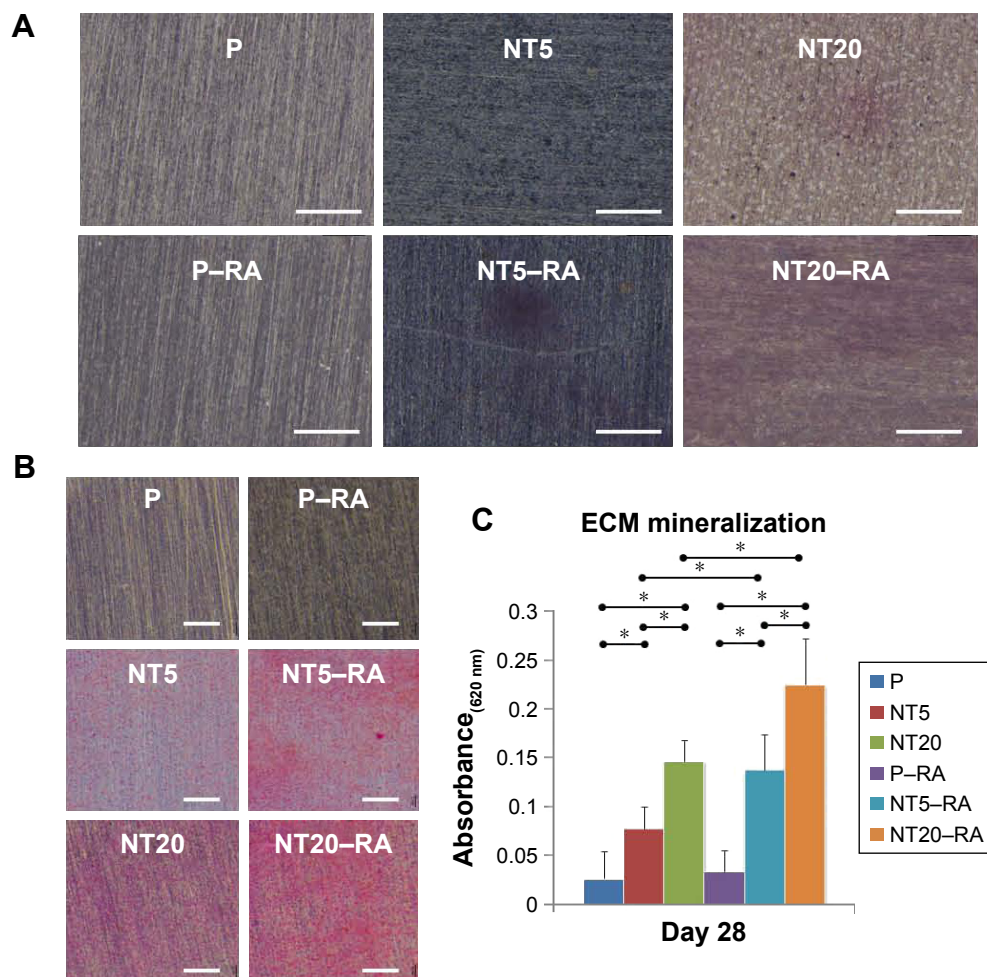 A
P
NT5
NT20
P–RA
NT5–RA
NT20–RA
B
P
P–RA
NT5
NT5–RA
NT20
NT20–RA
C
ECM mineralization
*
*
*
*
*
*
*
*
0.3
0.25
0.2
0.15
0.1
0.05
0
Absorbance(620 nm)
Day 28
P
NT5
NT20
P–RA
NT5–RA
NT20–RA